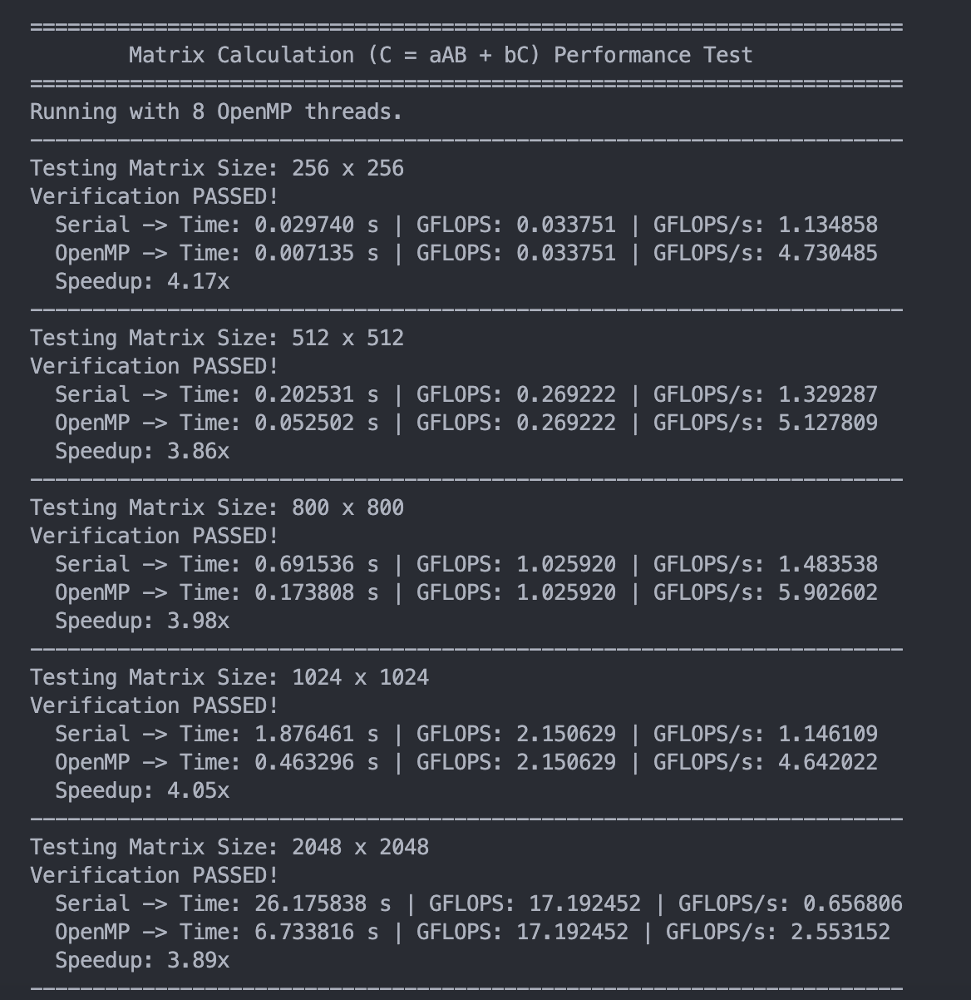 ======================================================================
        Matrix Calculation (C = aAB + bC) Performance Test
======================================================================
Running with 8 OpenMP threads.
----------------------------------------------------------------------
Testing Matrix Size: 256 x 256
Verification PASSED!
  Serial -> Time: 0.029740 s | GFLOPS: 0.033751 | GFLOPS/s: 1.134858
  OpenMP -> Time: 0.007135 s | GFLOPS: 0.033751 | GFLOPS/s: 4.730485
  Speedup: 4.17x
----------------------------------------------------------------------
Testing Matrix Size: 512 x 512
Verification PASSED!
  Serial -> Time: 0.202531 s | GFLOPS: 0.269222 | GFLOPS/s: 1.329287
  OpenMP -> Time: 0.052502 s | GFLOPS: 0.269222 | GFLOPS/s: 5.127809
  Speedup: 3.86x
----------------------------------------------------------------------
Testing Matrix Size: 800 x 800
Verification PASSED!
  Serial -> Time: 0.691536 s | GFLOPS: 1.025920 | GFLOPS/s: 1.483538
  OpenMP -> Time: 0.173808 s | GFLOPS: 1.025920 | GFLOPS/s: 5.902602
  Speedup: 3.98x
----------------------------------------------------------------------
Testing Matrix Size: 1024 x 1024
Verification PASSED!
  Serial -> Time: 1.876461 s | GFLOPS: 2.150629 | GFLOPS/s: 1.146109
  OpenMP -> Time: 0.463296 s | GFLOPS: 2.150629 | GFLOPS/s: 4.642022
  Speedup: 4.05x
----------------------------------------------------------------------
Testing Matrix Size: 2048 x 2048
Verification PASSED!
  Serial -> Time: 26.175838 s | GFLOPS: 17.192452 | GFLOPS/s: 0.656806
  OpenMP -> Time: 6.733816 s | GFLOPS: 17.192452 | GFLOPS/s: 2.553152
  Speedup: 3.89x
----------------------------------------------------------------------